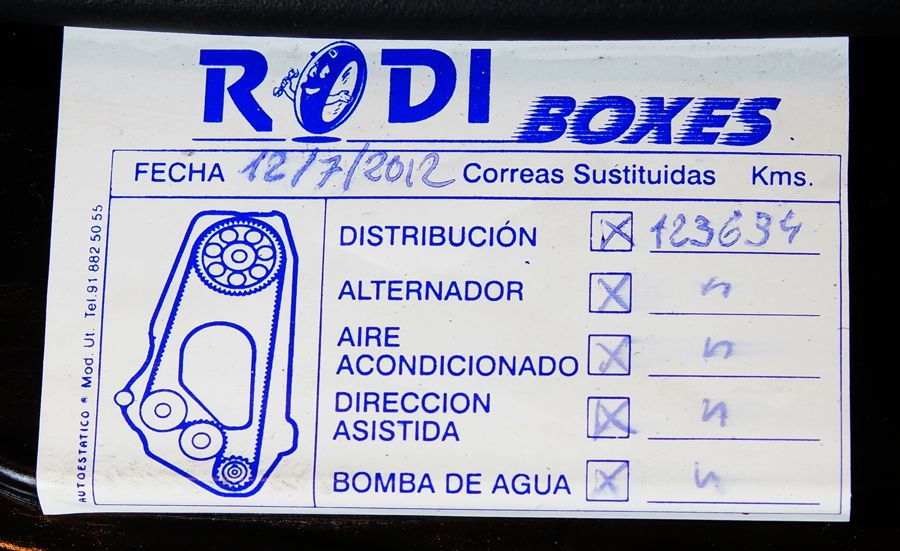 RODI
BOXES
FECHA 12/7/2012 Correas Sustituidas Kms.
DISTRIBUCIÓN X 123634
ALTERNADOR X "
AIRE
ACONDICIONADO X "
DIRECCION
ASISTIDA X "
BOMBA DE AGUA X "
AUTOESTATICO * Mod. Ut. Tel. 91 882 50 55